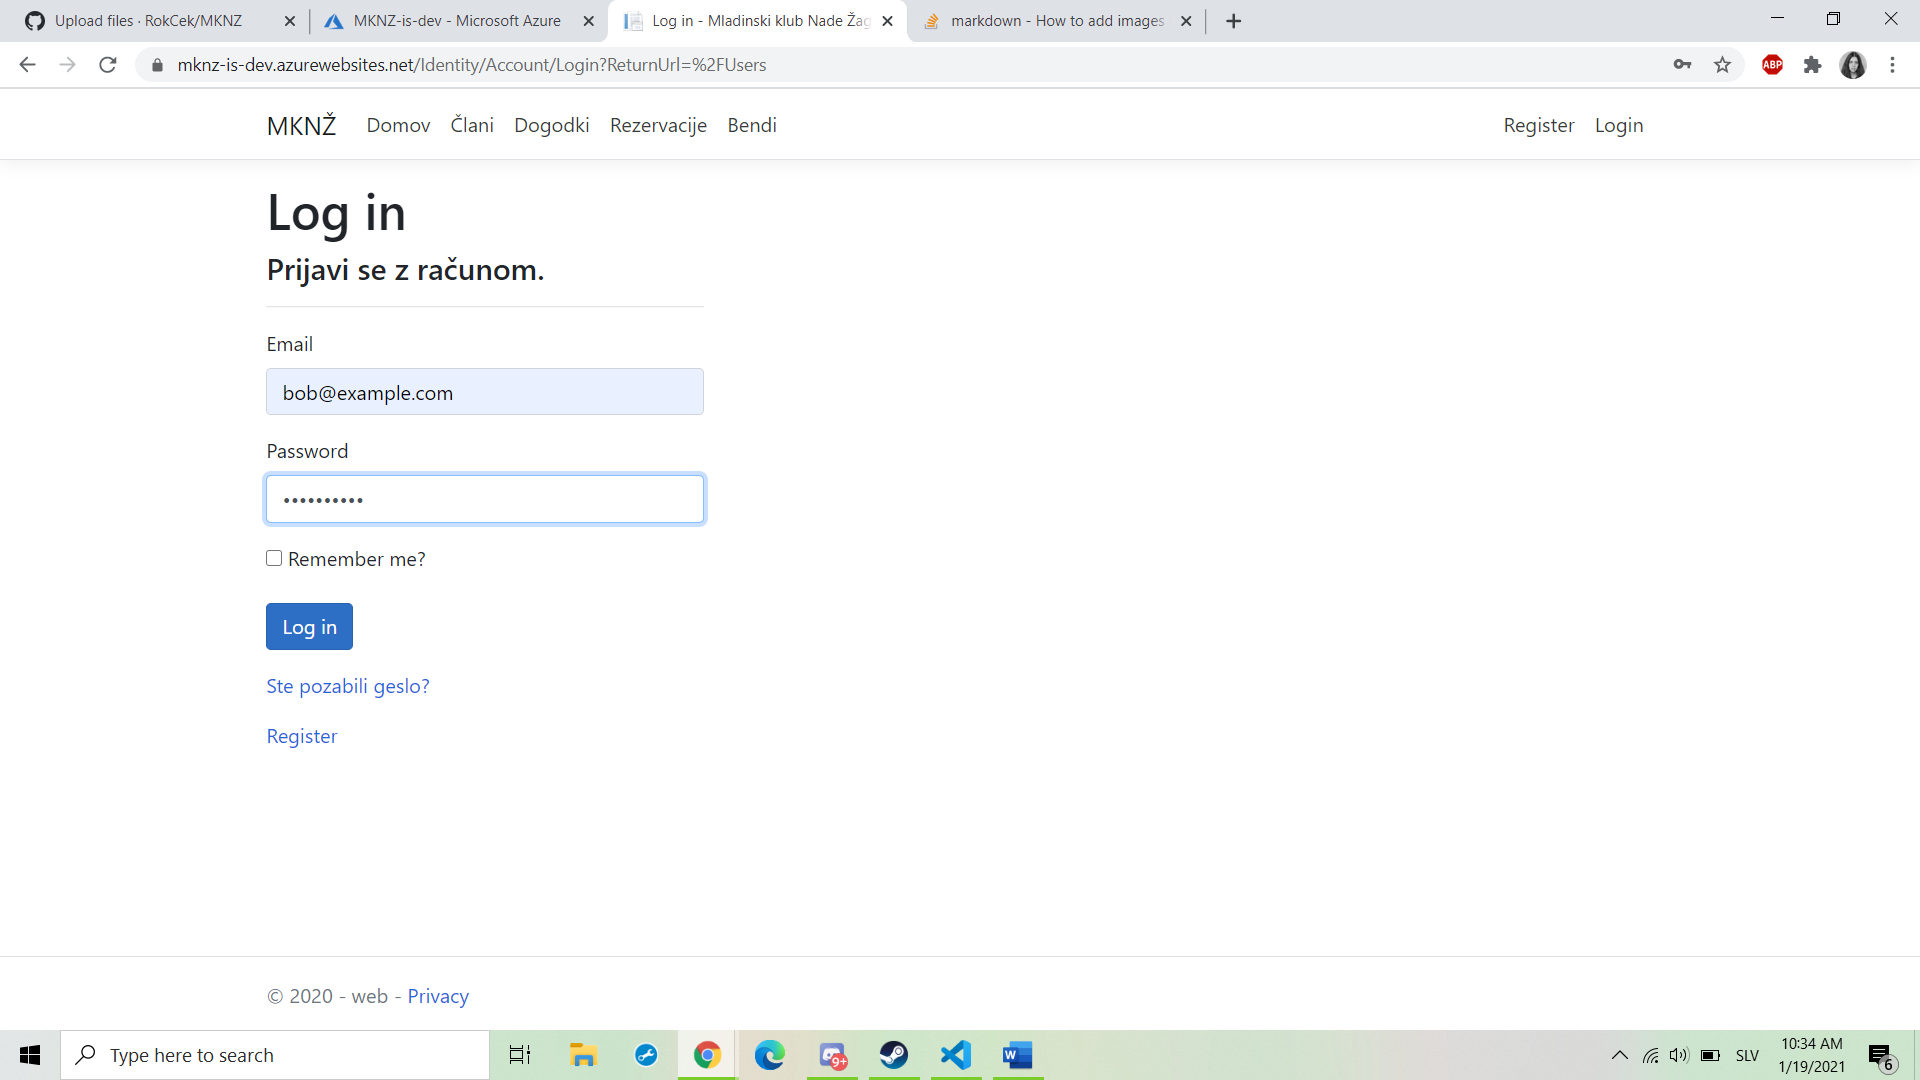 Upload files · RokCek/MKNZ
MKNZ-is-dev - Microsoft Azure
Log in - Mladinski klub Nade Žag
markdown - How to add images
mknz-is-dev.azurewebsites.net/Identity/Account/Login?ReturnUrl=%2FUsers
ABP
MKNŽ Domov Člani Dogodki Rezervacije Bendi Register Login
Log in
Prijavi se z računom.
Email
bob@example.com
Password
••••••••••
Remember me?
Log in
Ste pozabili geslo?
Register
© 2020 - web - Privacy
Type here to search
9+
W
SLV
10:34 AM
1/19/2021
6